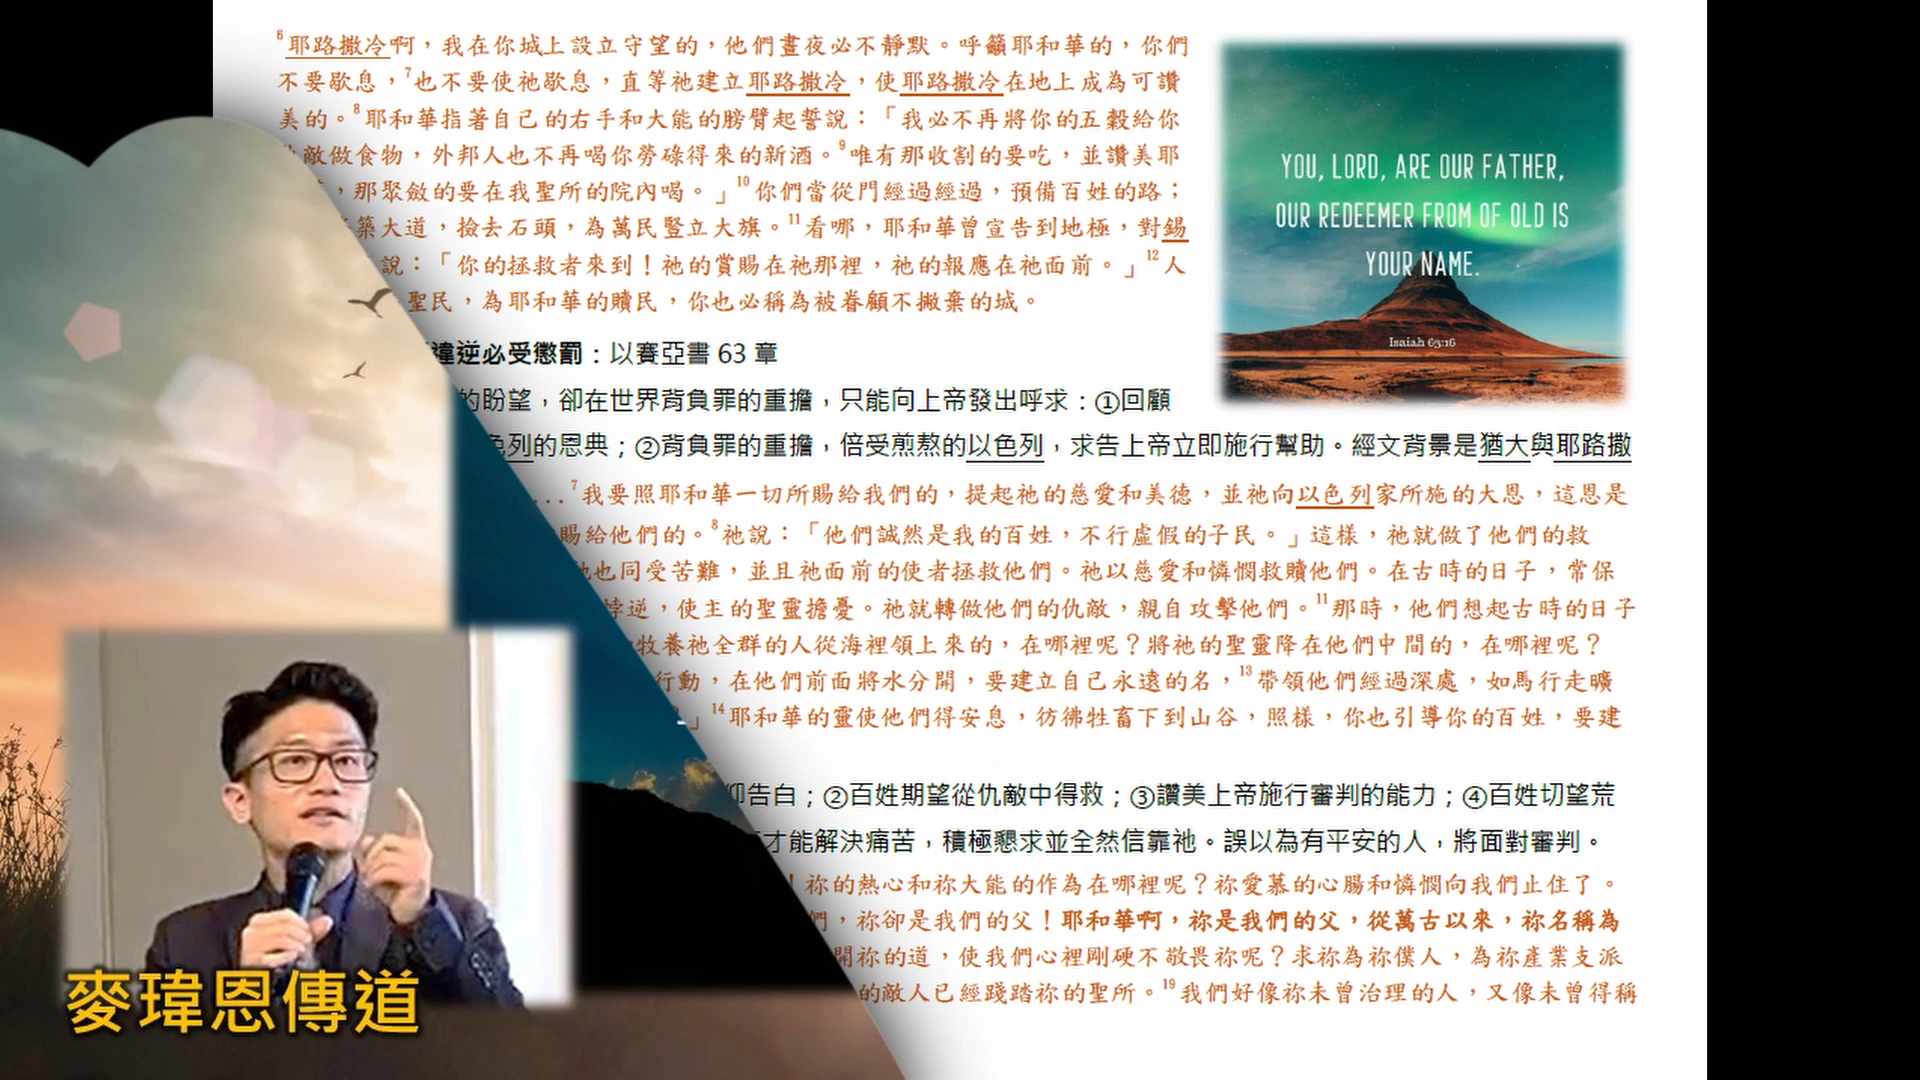 ⁶耶路撒冷啊，我在你城上設立守望的，他們晝夜必不靜默。呼籲耶和華的，你們
不要歇息，⁷也不要使祂歇息，直等祂建立耶路撒冷，使耶路撒冷在地上成為可讚
美的。⁸耶和華指著自己的右手和大能的膀臂起誓說：「我必不再將你的五穀給你
敵做食物，外邦人也不再喝你勞碌得來的新酒。⁹唯有那收割的要吃，並讚美耶
，那聚斂的要在我聖所的院內喝。」¹⁰你們當從門經過經過，預備百姓的路；
築大道，撿去石頭，為萬民豎立大旗。¹¹看哪，耶和華曾宣告到地極，對錫
說：「你的拯救者來到！祂的賞賜在祂那裡，祂的報應在祂面前。」¹²人
聖民，為耶和華的贖民，你也必稱為被眷顧不撇棄的城。
YOU, LORD, ARE OUR FATHER,
OUR REDEEMER FROM OF OLD IS
YOUR NAME.
Isaiah 63:16
違逆必受懲罰：以賽亞書 63 章
的盼望，卻在世界背負罪的重擔，只能向上帝發出呼求：①回顧
色列的恩典；②背負罪的重擔，倍受煎熬的以色列，求告上帝立即施行幫助。經文背景是猶大與耶路撒
...⁷我要照耶和華一切所賜給我們的，提起祂的慈愛和美德，並祂向以色列家所施的大恩，這恩是
賜給他們的。⁸祂說：「他們誠然是我的百姓，不行虛假的子民。」這樣，祂就做了他們的救
也同受苦難，並且祂面前的使者拯救他們。祂以慈愛和憐憫救贖他們。在古時的日子，常保
悖逆，使主的聖靈擔憂。祂就轉做他們的仇敵，親自攻擊他們。¹¹那時，他們想起古時的日子
牧養祂全群的人從海裡領上來的，在哪裡呢？將祂的聖靈降在他們中間的，在哪裡呢？
行動，在他們前面將水分開，要建立自己永遠的名，¹³帶領他們經過深處，如馬行走曠
」¹⁴耶和華的靈使他們得安息，彷彿牲畜下到山谷，照樣，你也引導你的百姓，要建
仰告白；②百姓期望從仇敵中得救；③讚美上帝施行審判的能力；④百姓切望荒
才能解決痛苦，積極懇求並全然信靠祂。誤以為有平安的人，將面對審判。
！祢的熱心和祢大能的作為在哪裡呢？祢愛慕的心腸和憐憫向我們止住了。
們，祢卻是我們的父！耶和華啊，祢是我們的父，從萬古以來，祢名稱為
開祢的道，使我們心裡剛硬不敬畏祢呢？求祢為祢僕人，為祢產業支派
的敵人已經踐踏祢的聖所。¹⁹我們好像祢未曾治理的人，又像未曾得稱
麥瑋恩傳道